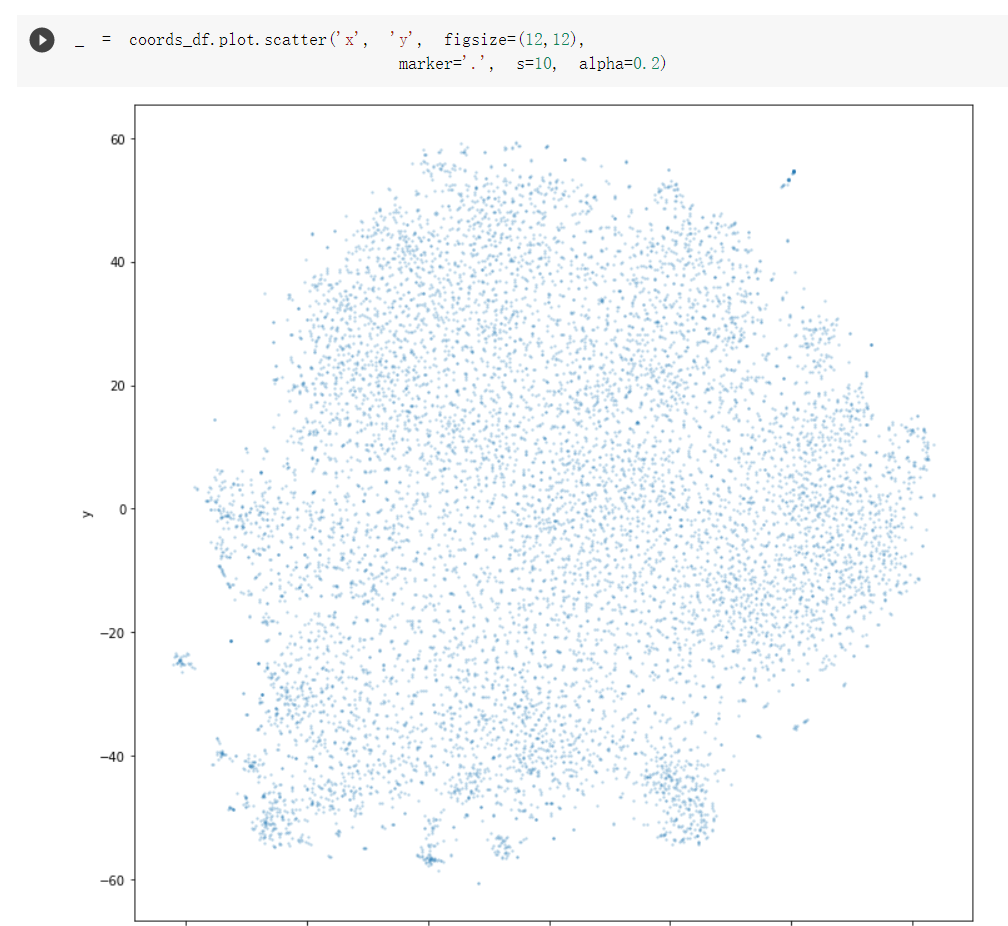 _ = coords_df.plot.scatter('x', 'y', figsize=(12,12),
marker='.', s=10, alpha=0.2)
60
40
20
0
y
−20
−40
−60